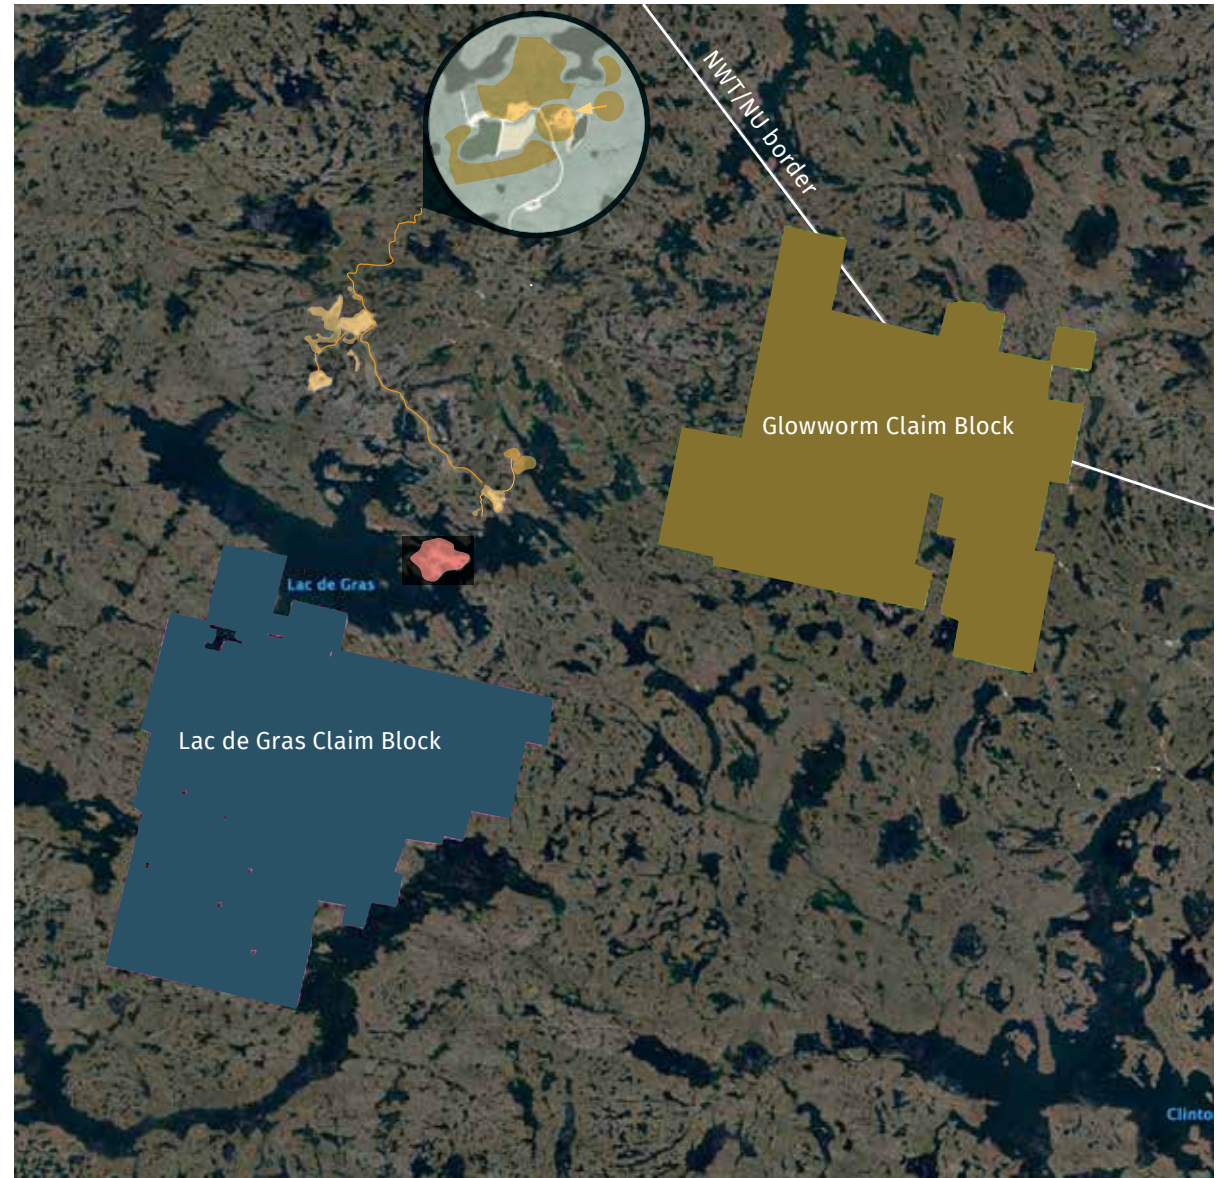 NWT/NU border
Glowworm Claim Block
Lac de Gras
Lac de Gras Claim Block
Clinto